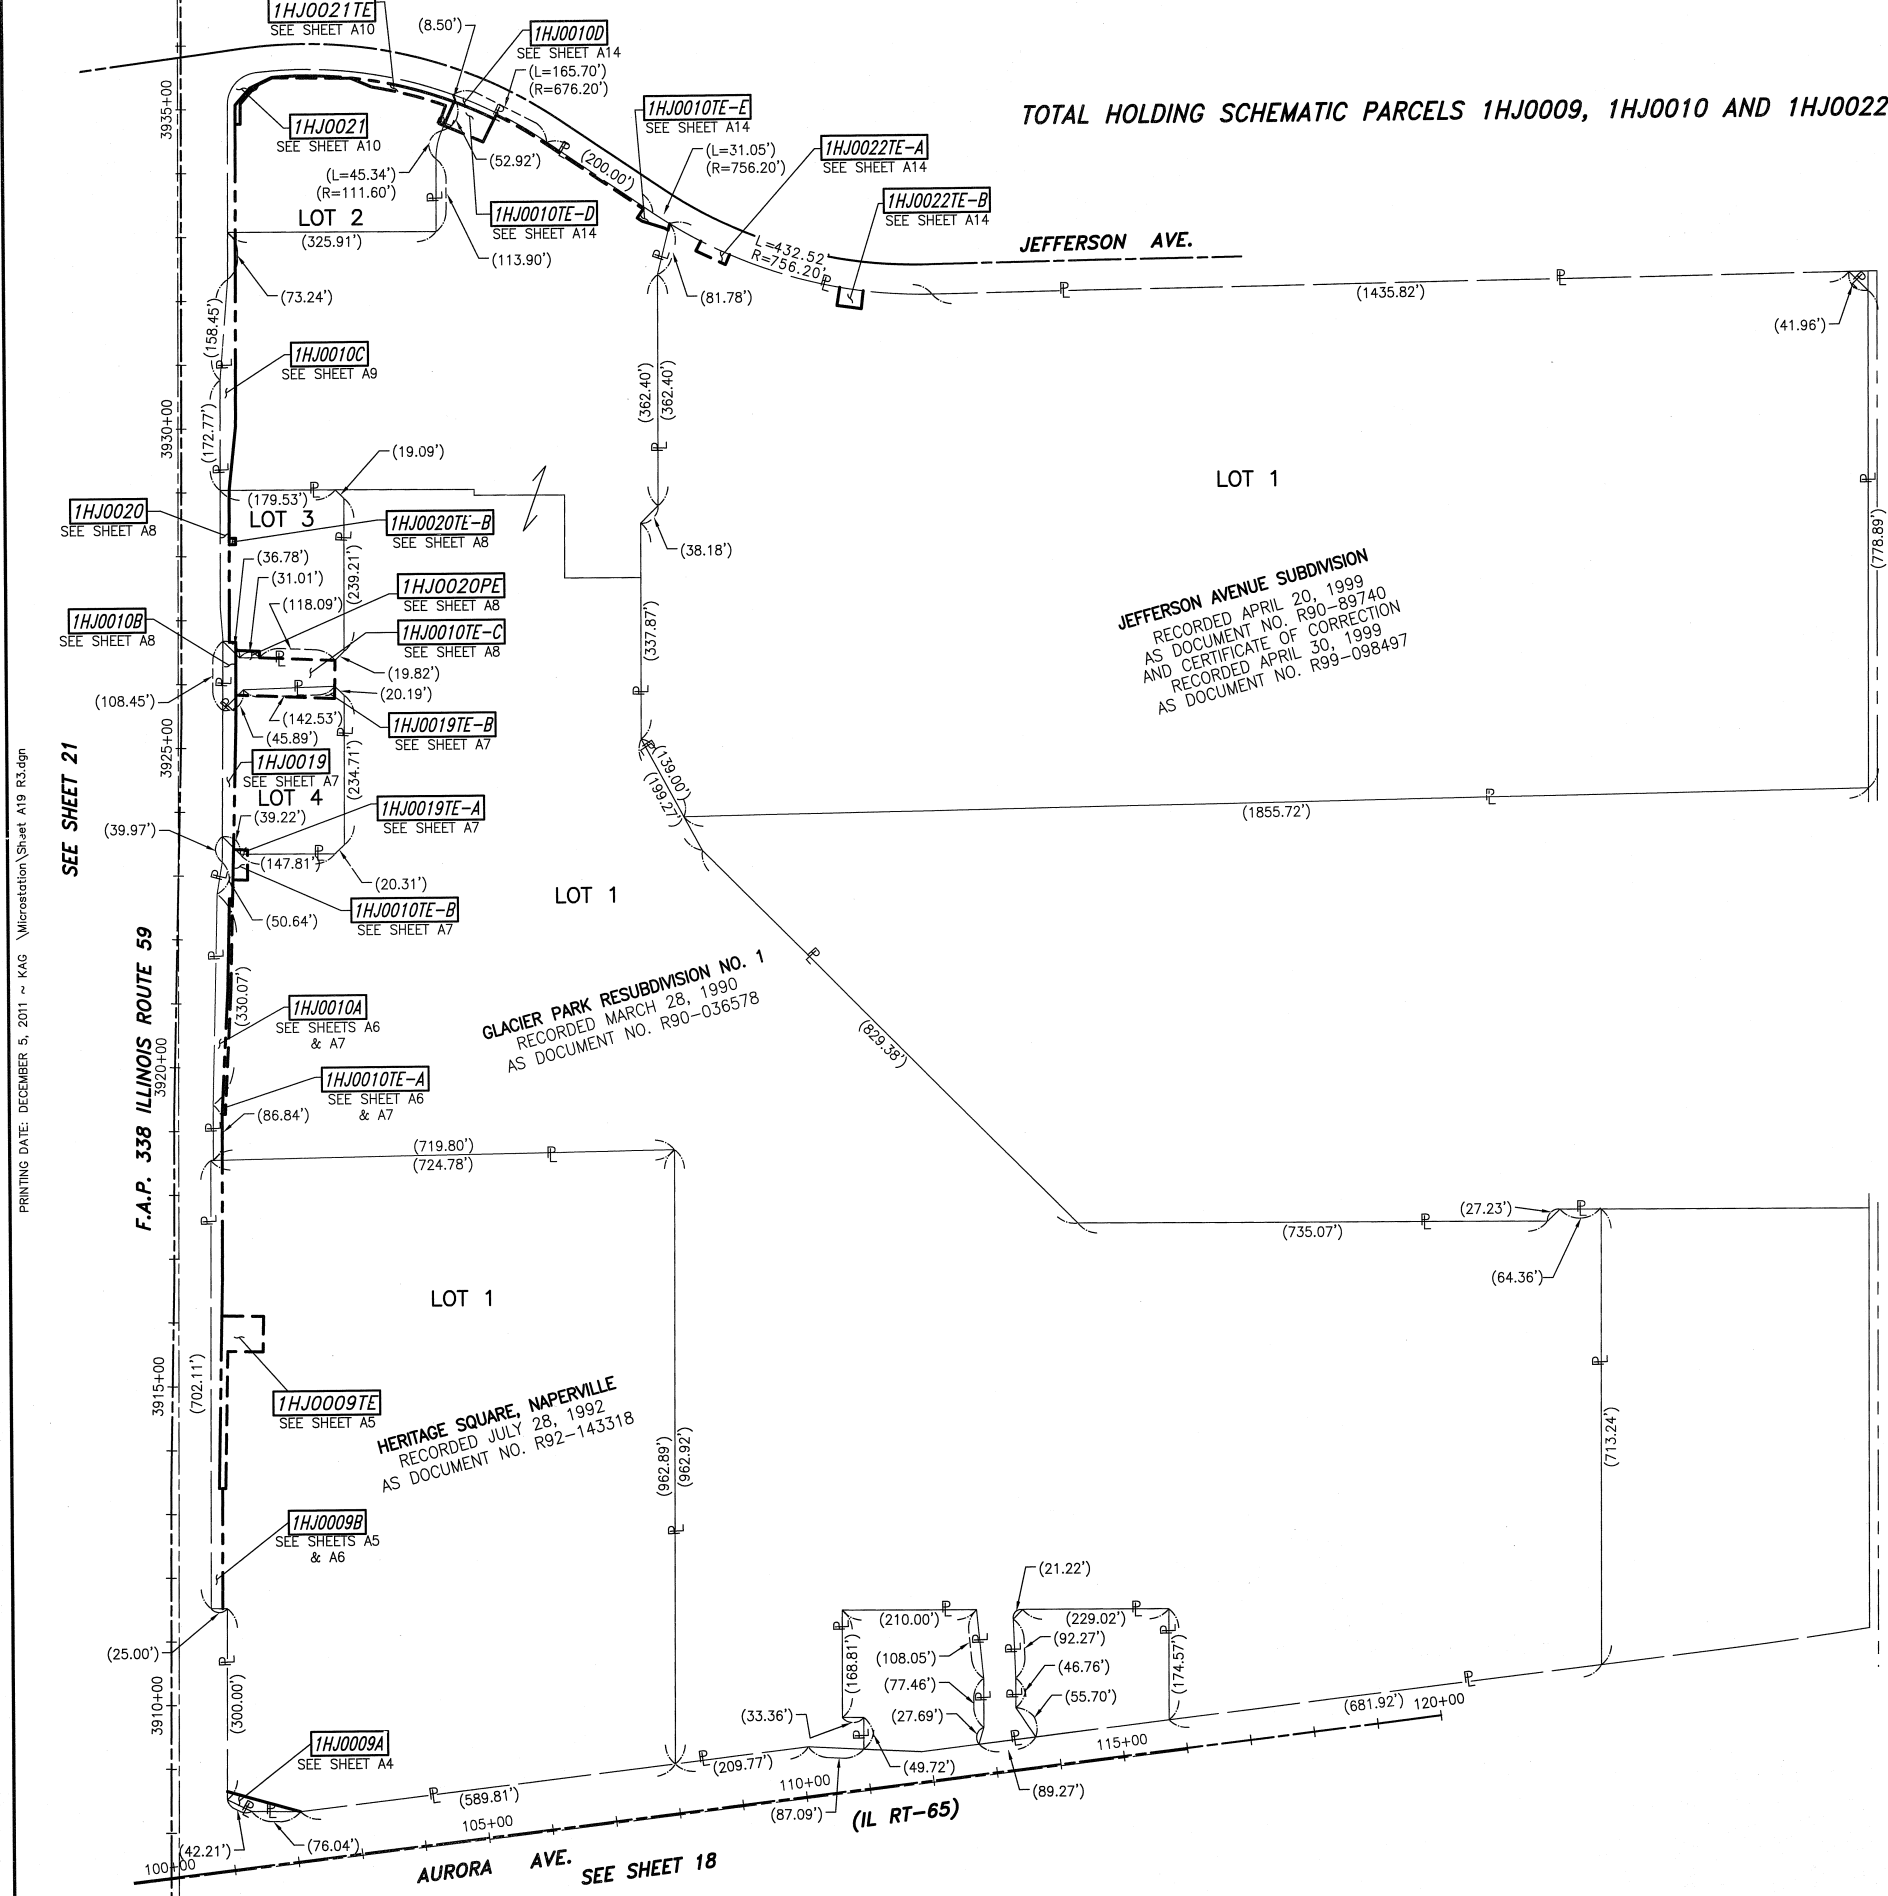 1HJ0021TE
SEE SHEET A10
(8.50')
1HJ0010D
SEE SHEET A14
(L=165.70')
(R=676.20')
TOTAL HOLDING SCHEMATIC PARCELS 1HJ0009, 1HJ0010 AND 1HJ0022
3935+00
1HJ0010TE-E
SEE SHEET A14
1HJ0021
SEE SHEET A10
(52.92')
(200.00')
(L=31.05')
(R=756.20')
1HJ0022TE-A
SEE SHEET A14
(L=45.34')
(R=111.60')
LOT 2
(325.91')
1HJ0010TE-D
SEE SHEET A14
1HJ0022TE-B
SEE SHEET A14
(113.90')
L=432.52'
R=756.20'
JEFFERSON AVE.
(73.24')
(81.78')
(1435.82')
(41.96')
(158.45')
1HJ0010C
SEE SHEET A9
(362.40')
(362.40')
3930+00
(172.77')
(19.09')
(179.53')
LOT 3
LOT 1
1HJ0020
SEE SHEET A8
1HJ0020TE-B
SEE SHEET A8
(38.18')
(778.89')
(36.78')
(31.01')
(118.09')
(239.21')
1HJ0020PE
SEE SHEET A8
1HJ0010B
SEE SHEET A8
1HJ0010TE-C
SEE SHEET A8
(337.87')
JEFFERSON AVENUE SUBDIVISION
RECORDED APRIL 20, 1999
AS DOCUMENT NO. R90-89740
AND CERTIFICATE OF CORRECTION
RECORDED APRIL 30, 1999
AS DOCUMENT NO. R99-098497
(19.82')
(20.19')
(108.45')
(142.53')
(45.89')
1HJ0019TE-B
SEE SHEET A7
3925+00
SEE SHEET 21
1HJ0019
SEE SHEET A7
LOT 4
(234.71')
(139.00')
(199.27')
(39.22')
1HJ0019TE-A
SEE SHEET A7
(1855.72')
(39.97')
(147.81')
(20.31')
LOT 1
1HJ0010TE-B
SEE SHEET A7
(50.64')
PRINTING DATE: DECEMBER 5, 2011 ~ KAG \Microstation\Sheet A19 R3.dgn
F.A.P. 338 ILLINOIS ROUTE 59
(330.07')
1HJ0010A
SEE SHEETS A6
& A7
GLACIER PARK RESUBDIVISION NO. 1
RECORDED MARCH 28, 1990
AS DOCUMENT NO. R90-036578
(829.38')
3920+00
1HJ0010TE-A
SEE SHEET A6
& A7
(86.84')
(719.80')
(724.78')
(27.23')
(735.07')
(64.36')
LOT 1
(702.11')
3915+00
1HJ0009TE
SEE SHEET A5
HERITAGE SQUARE, NAPERVILLE
RECORDED JULY 28, 1992
AS DOCUMENT NO. R92-143318
(962.89')
(962.92')
(713.24')
1HJ0009B
SEE SHEETS A5
& A6
(21.22')
(210.00')
(229.02')
(25.00')
(168.81')
(108.05')
(92.27')
(174.57')
(77.46')
(46.76')
(55.70')
(27.69')
3910+00
(300.00')
(33.36')
(681.92')
120+00
1HJ0009A
SEE SHEET A4
115+00
(209.77')
(49.72')
(589.81')
110+00
(87.09')
(89.27')
(IL RT-65)
105+00
(42.21')
(76.04')
100+00
AURORA AVE.
SEE SHEET 18